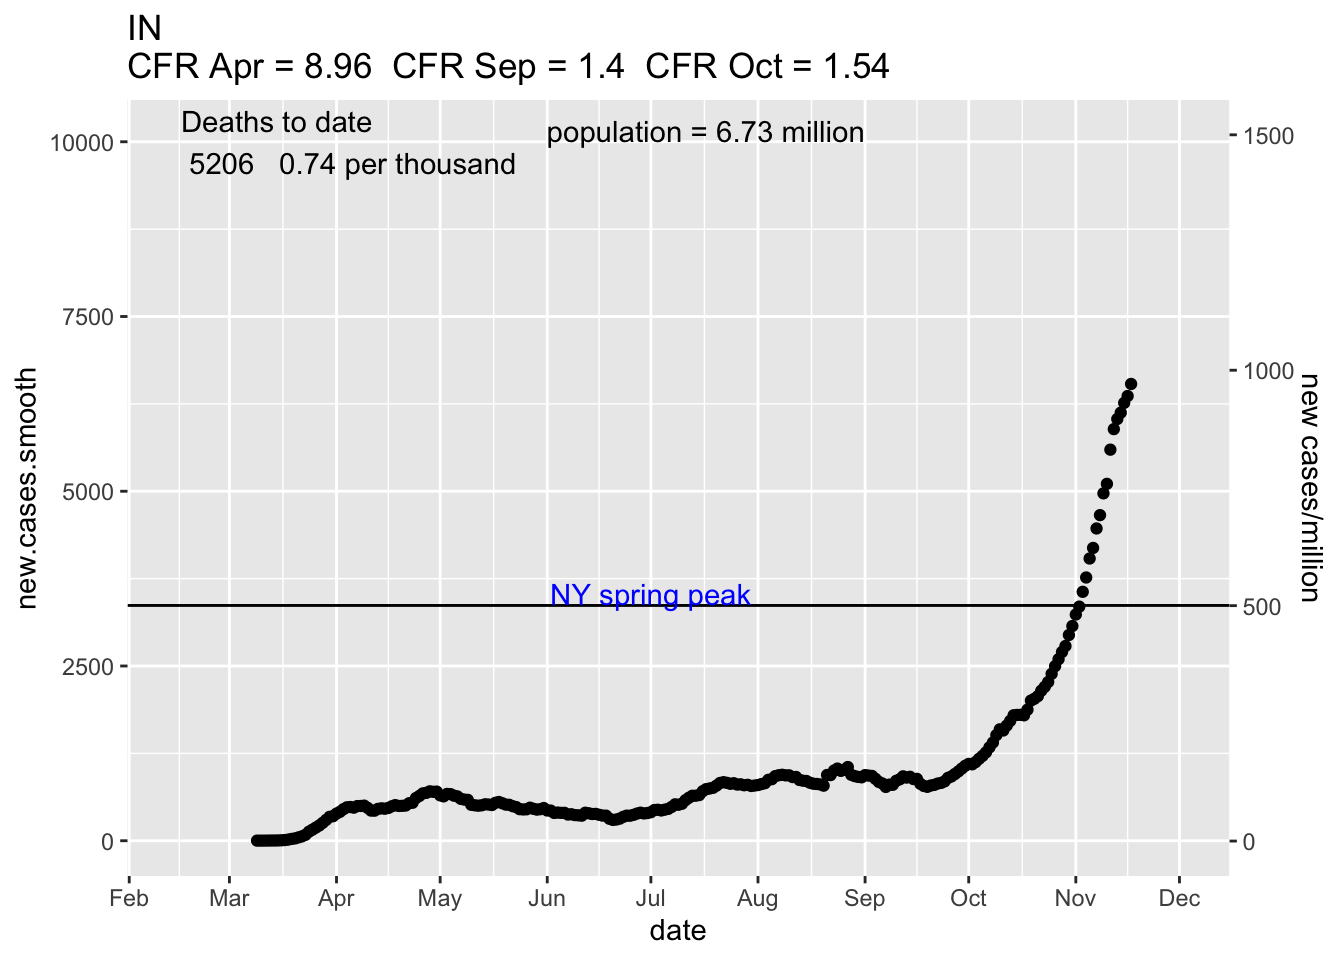 IN
CFR Apr = 8.96  CFR Sep = 1.4  CFR Oct = 1.54
Deaths to date
5206   0.74 per thousand
population = 6.73 million
NY spring peak
new.cases.smooth
10000
7500
5000
2500
0
1500
1000
500
0
new cases/million
Feb Mar Apr May Jun Jul Aug Sep Oct Nov Dec
date